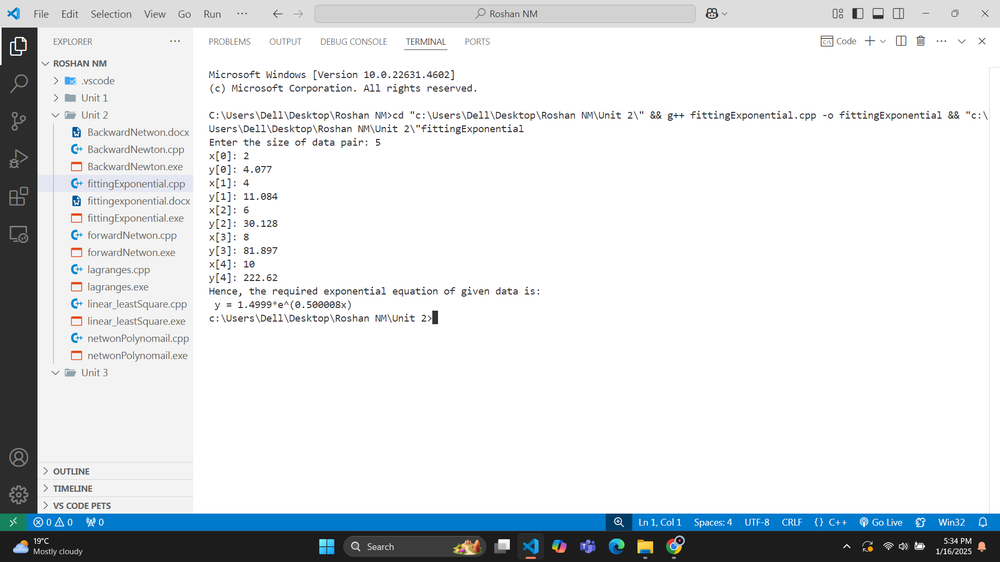 File Edit Selection View Go Run ··· Roshan NM
EXPLORER ···
ROSHAN NM
.vscode
Unit 1
Unit 2
BackwardNetwon.docx
BackwardNewton.cpp
BackwardNewton.exe
fittingExponential.cpp
fittingexponential.docx
fittingExponential.exe
forwardNetwon.cpp
forwardNetwon.exe
lagranges.cpp
lagranges.exe
linear_leastSquare.cpp
linear_leastSquare.exe
netwonPolynomail.cpp
netwonPolynomail.exe
Unit 3
OUTLINE
TIMELINE
VS CODE PETS
PROBLEMS OUTPUT DEBUG CONSOLE TERMINAL PORTS Code
Microsoft Windows [Version 10.0.22631.4602]
(c) Microsoft Corporation. All rights reserved.
C:\Users\Dell\Desktop\Roshan NM>cd "c:\Users\Dell\Desktop\Roshan NM\Unit 2\" && g++ fittingExponential.cpp -o fittingExponential && "c:\
Users\Dell\Desktop\Roshan NM\Unit 2\"fittingExponential
Enter the size of data pair: 5
x[0]: 2
y[0]: 4.077
x[1]: 4
y[1]: 11.084
x[2]: 6
y[2]: 30.128
x[3]: 8
y[3]: 81.897
x[4]: 10
y[4]: 222.62
Hence, the required exponential equation of given data is:
y = 1.4999*e^(0.500008x)
c:\Users\Dell\Desktop\Roshan NM\Unit 2>
0 0 0 Ln 1, Col 1 Spaces: 4 UTF-8 CRLF {} C++ Go Live Win32
19°C
Mostly cloudy
Search
5:34 PM
1/16/2025